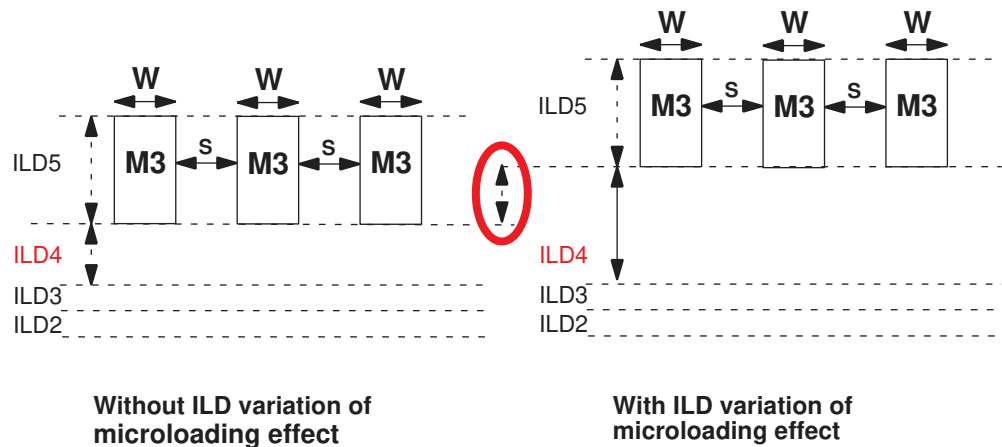 W W W
ILD5 M3 S M3 S M3
ILD4
ILD3
ILD2
Without ILD variation of
microloading effect
W W W
ILD5 M3 S M3 S M3
ILD4
ILD3
ILD2
With ILD variation of
microloading effect